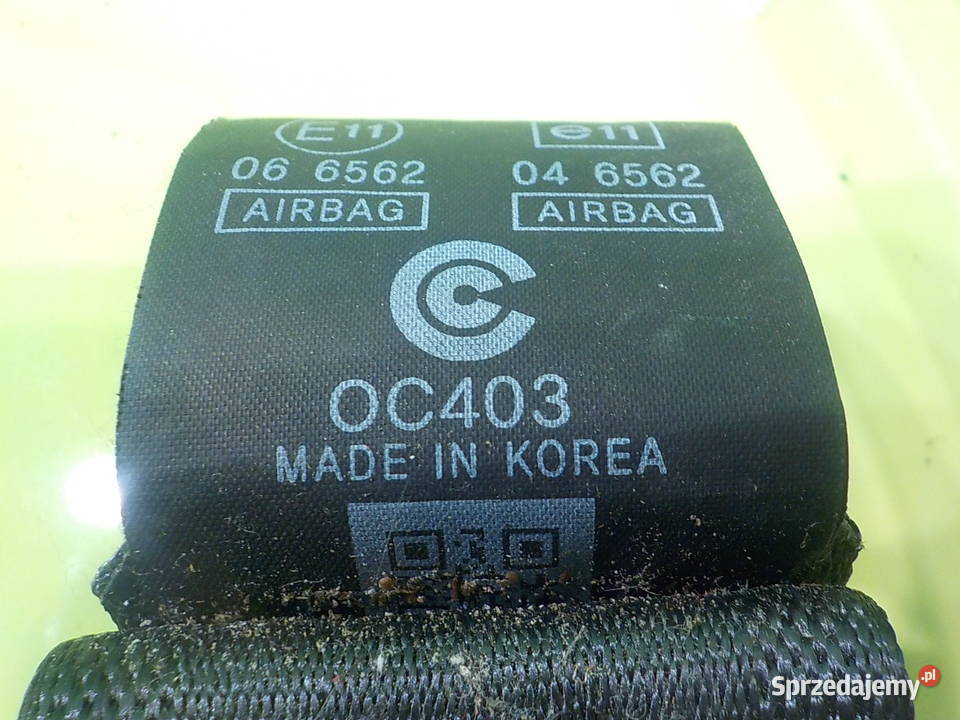 E11 e11
06 6562 04 6562
AIRBAG AIRBAG
OC403
MADE IN KOREA
Sprzedajemy.pl